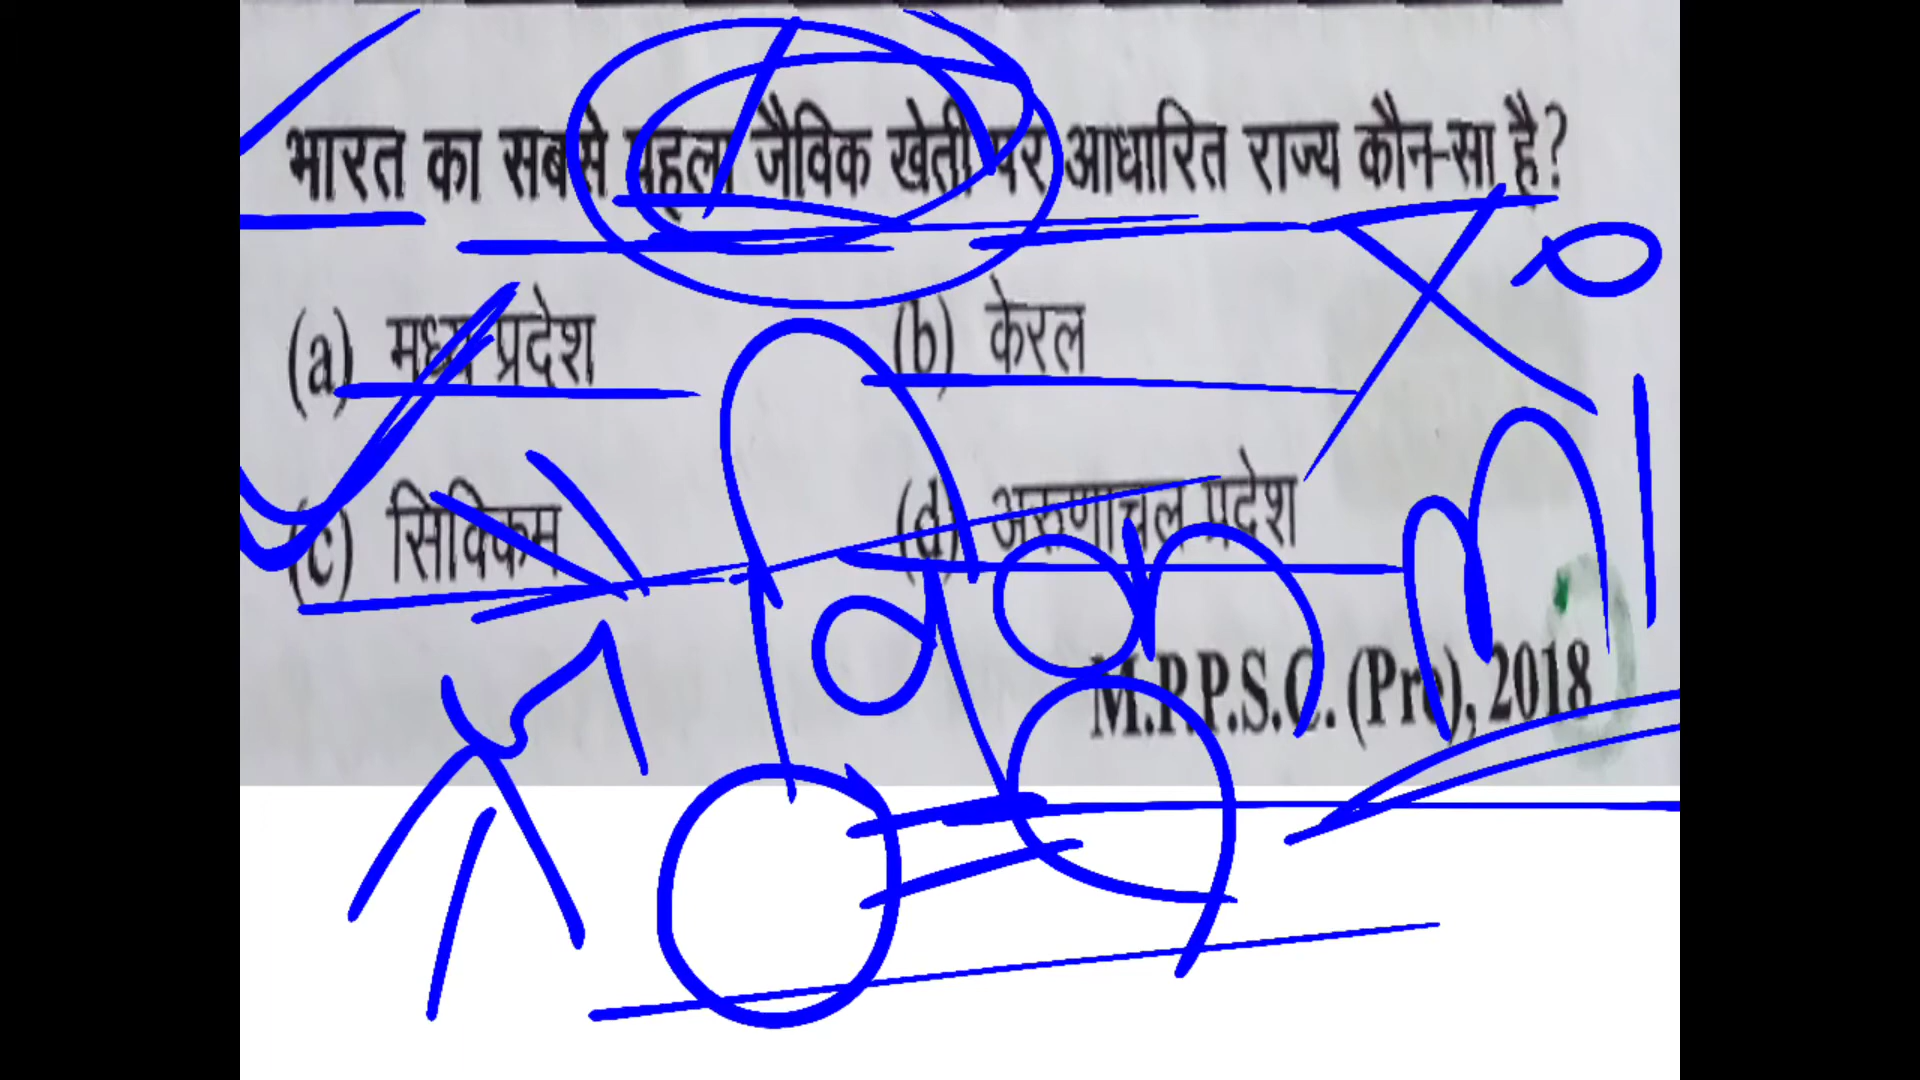 भारत का सबसे पहला जैविक खेती पर आधारित राज्य कौन-सा है?
(a) मध्य प्रदेश (b) केरल
(c) सिक्किम (d) अरुणाचल प्रदेश
M.P.P.S.C. (Pre), 2018